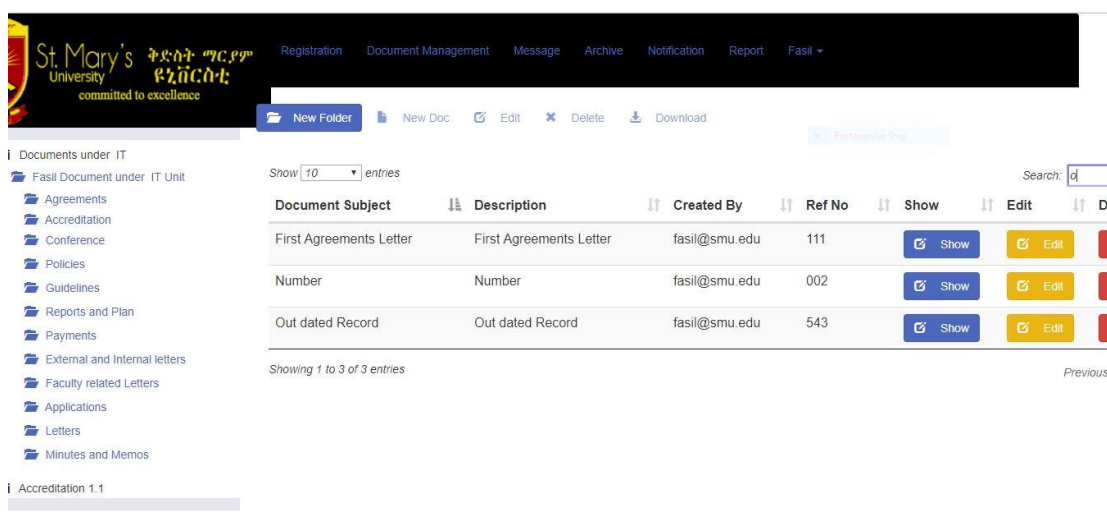 St. Mary's ቅድስት ማርያም
University ዩኒቨርስቲ
committed to excellence
Registration Document Management Message Archive Notification Report Fasil
New Folder New Doc Edit Delete Download
Rectangular Snip
Documents under IT
Fasil Document under IT Unit
Agreements
Accreditation
Conference
Policies
Guidelines
Reports and Plan
Payments
External and Internal letters
Faculty related Letters
Applications
Letters
Minutes and Memos
Accreditation 1.1
Show 10 entries Search: o
Document Subject Description Created By Ref No Show Edit D
First Agreements Letter First Agreements Letter fasil@smu.edu 111 Show Edit
Number Number fasil@smu.edu 002 Show Edit
Out dated Record Out dated Record fasil@smu.edu 543 Show Edit
Showing 1 to 3 of 3 entries Previous